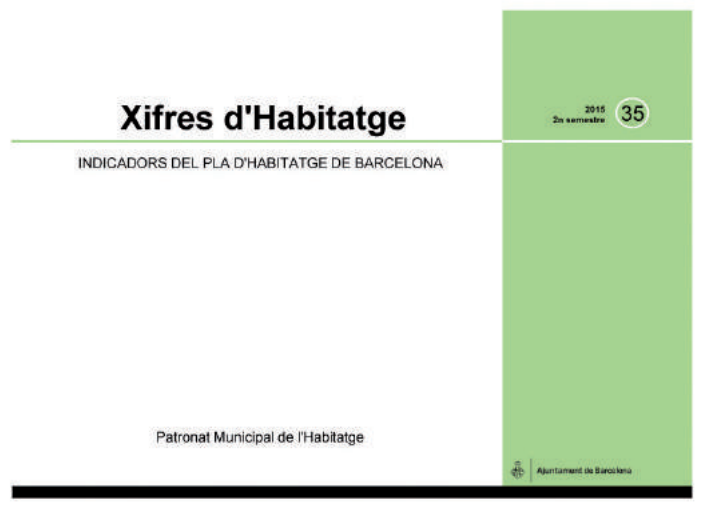 Xifres d'Habitatge
2015
2n semestre
35
INDICADORS DEL PLA D'HABITATGE DE BARCELONA
Patronat Municipal de l'Habitatge
Ajuntament de Barcelona